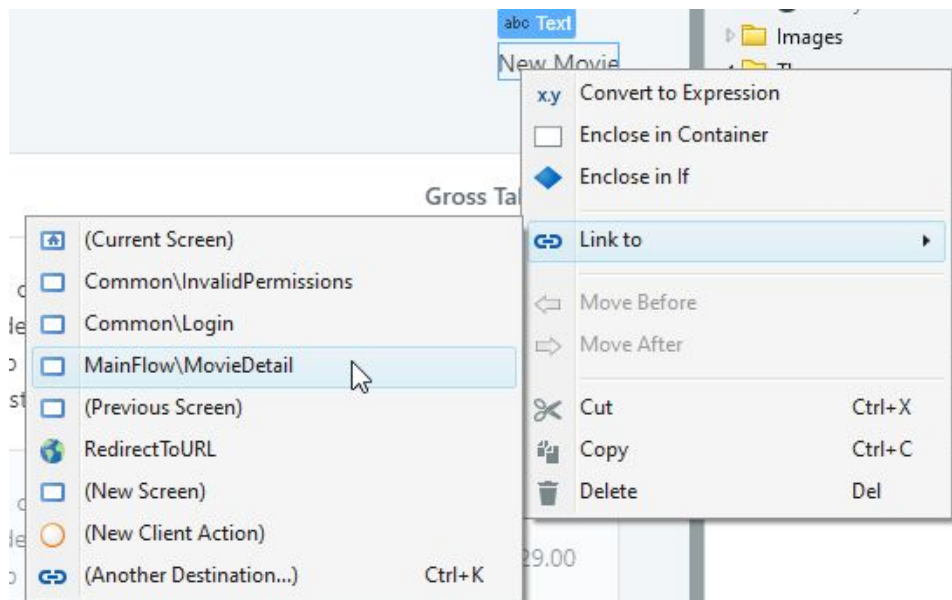 abc Text
New Movie
Images
x.y Convert to Expression
Enclose in Container
Enclose in If
Gross
Link to
(Current Screen)
Common\InvalidPermissions
Common\Login
MainFlow\MovieDetail
(Previous Screen)
RedirectToURL
(New Screen)
(New Client Action)
(Another Destination...) Ctrl+K
Move Before
Move After
Cut Ctrl+X
Copy Ctrl+C
Delete Del
29.00